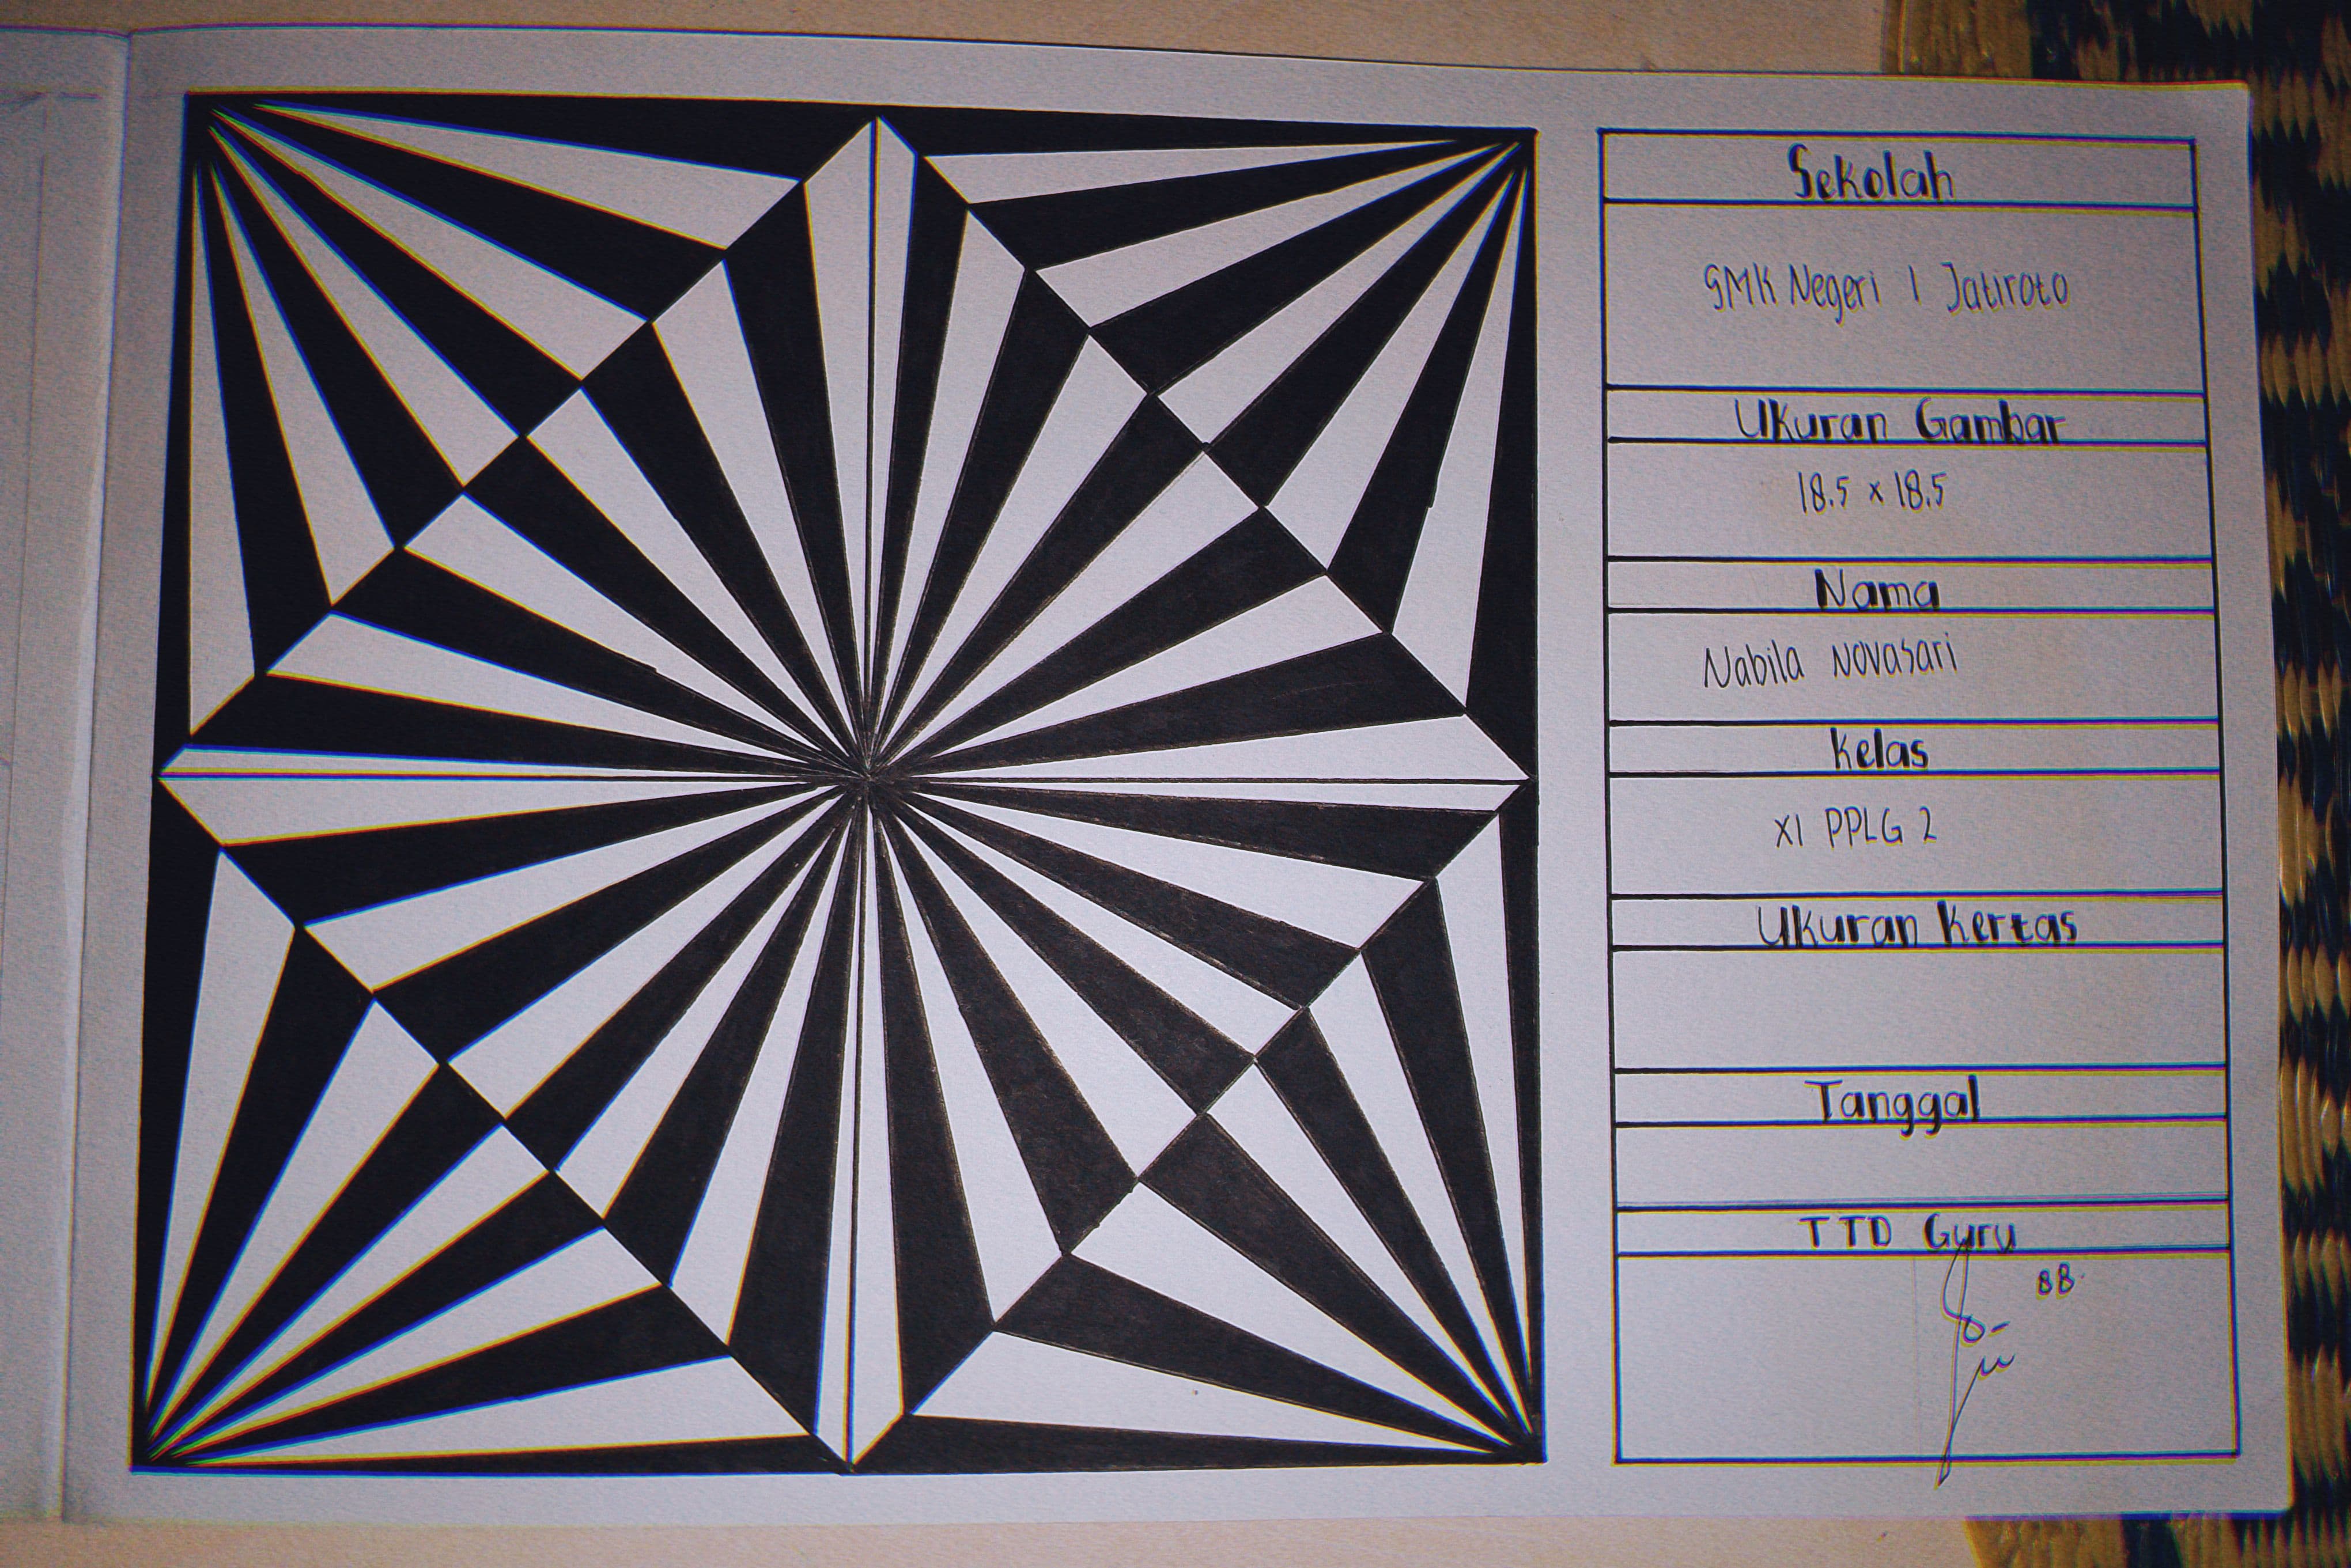 Sekolah
SMK Negeri 1 Jatiroto
Ukuran Gambar
18.5 x 18.5
Nama
Nabila Novasari
Kelas
XI PPLG 2
Ukuran Kertas
Tanggal
TTD Guru
88.